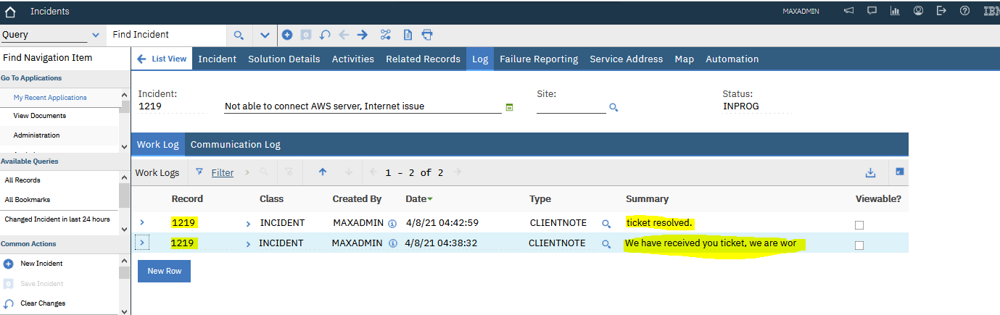 Incidents MAXADMIN IBM
Query Find Incident
Find Navigation Item
List View Incident Solution Details Activities Related Records Log Failure Reporting Service Address Map Automation
Go To Applications
My Recent Applications
View Documents
Administration
Incident: Site: Status:
1219 Not able to connect AWS server, Internet issue INPROG
Work Log Communication Log
Available Queries
All Records
All Bookmarks
Changed Incident in last 24 hours
Work Logs Filter 1 - 2 of 2
Record Class Created By Date Type Summary Viewable?
1219 INCIDENT MAXADMIN 4/8/21 04:42:59 CLIENTNOTE ticket resolved.
1219 INCIDENT MAXADMIN 4/8/21 04:38:32 CLIENTNOTE We have received you ticket, we are wor
New Row
Common Actions
New Incident
Save Incident
Clear Changes